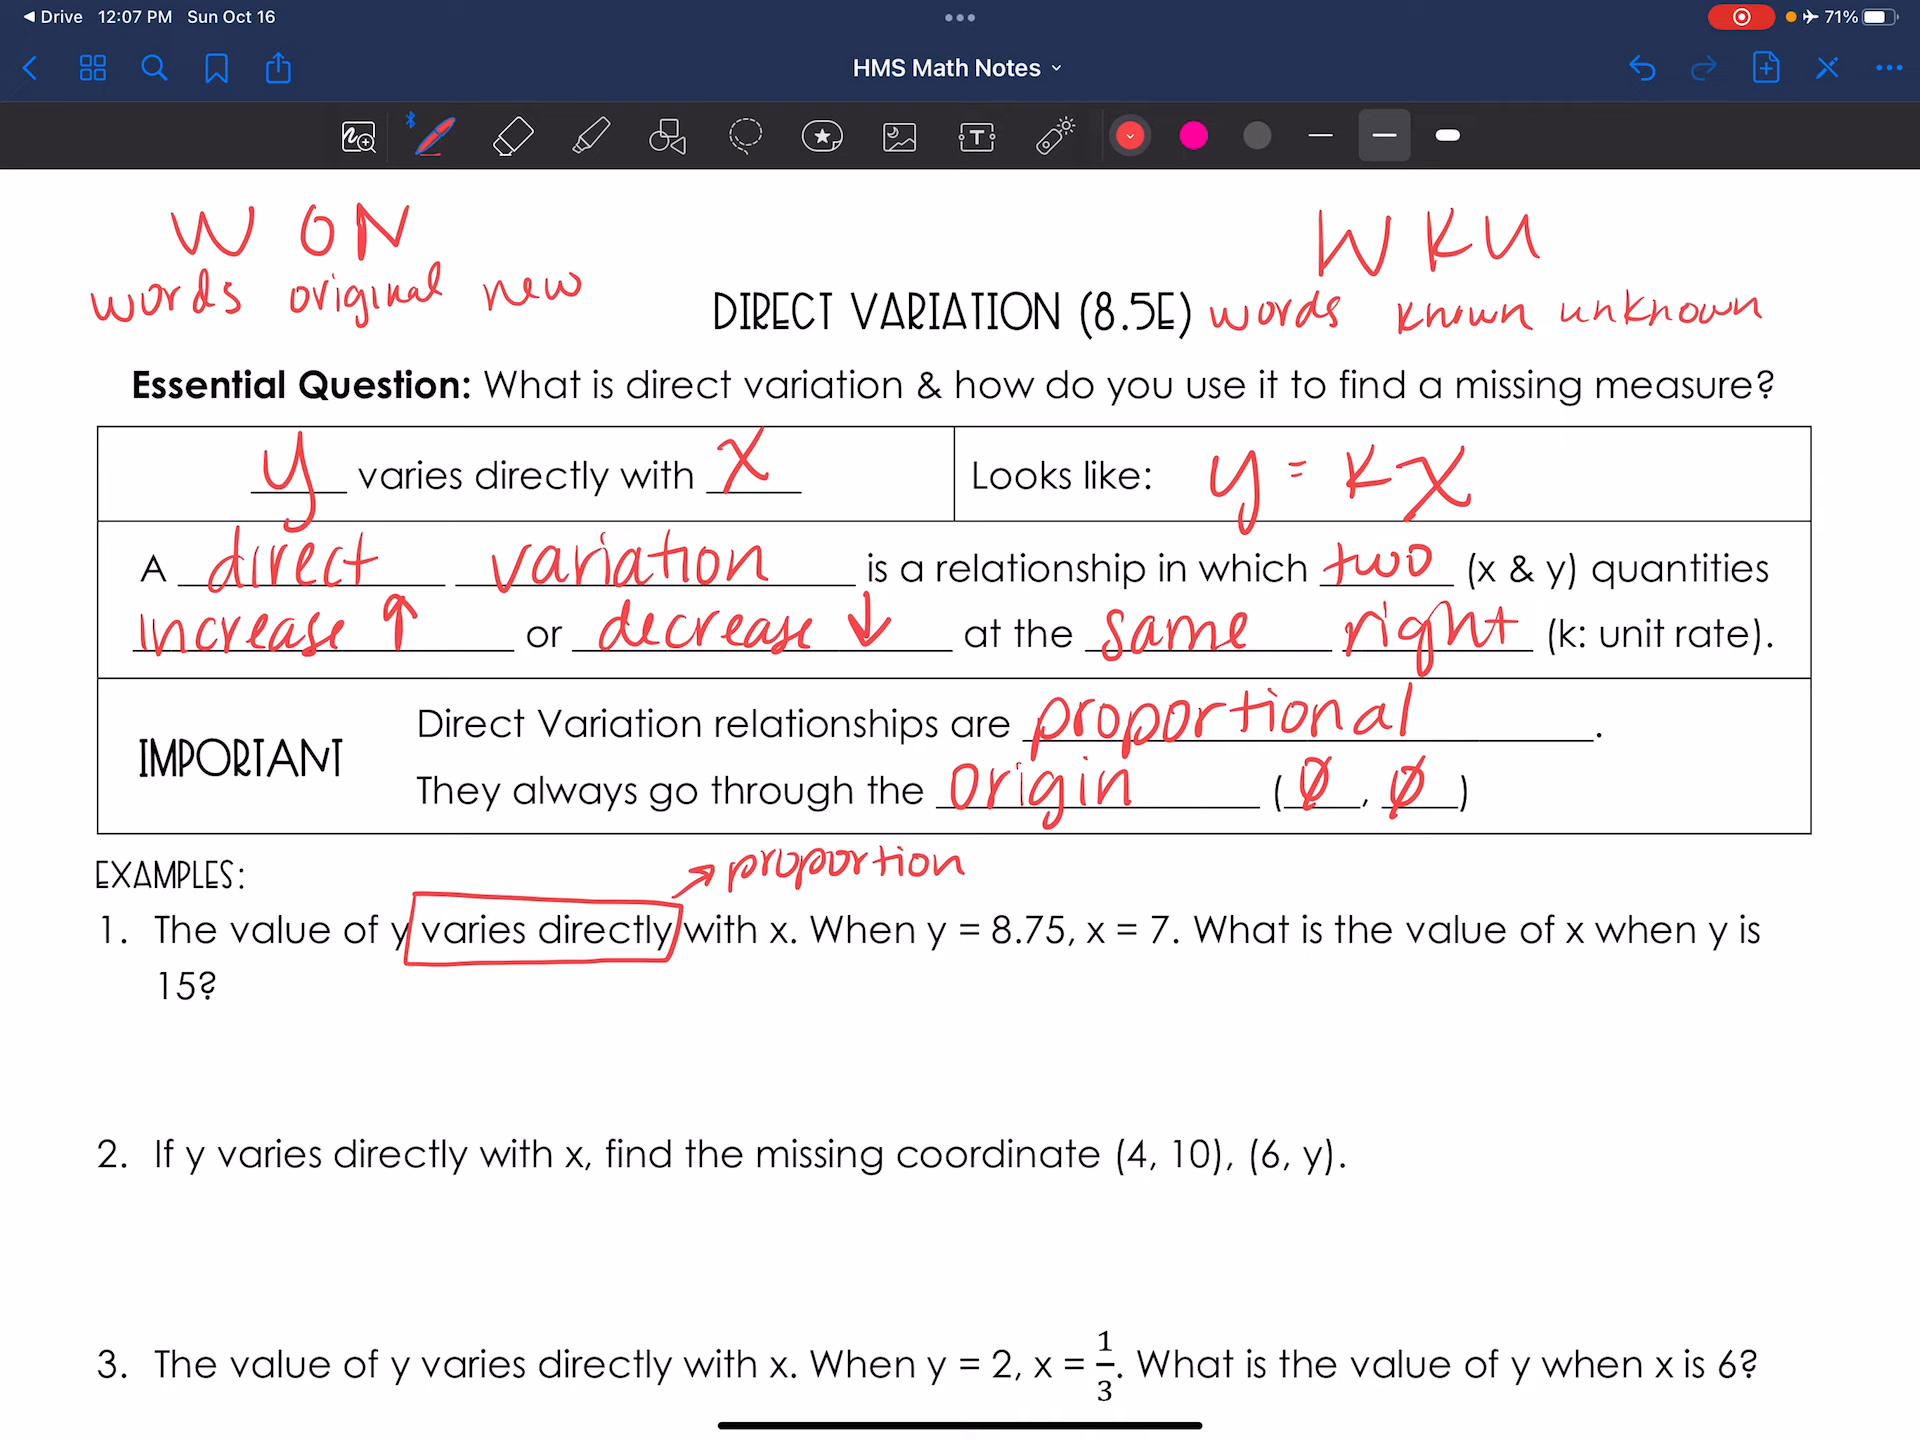 Drive 12:07 PM Sun Oct 16 71%
HMS Math Notes
W O N W K U
words original new words known unknown
DIRECT VARIATION (8.5E)
Essential Question: What is direct variation & how do you use it to find a missing measure?
y varies directly with x Looks like: y = kx
A direct variation is a relationship in which two (x & y) quantities
increase ↑ or decrease ↓ at the same right (k: unit rate).
IMPORTANT Direct Variation relationships are proportional.
They always go through the origin (0, 0)
EXAMPLES: → proportion
1. The value of y varies directly with x. When y = 8.75, x = 7. What is the value of x when y is
15?
2. If y varies directly with x, find the missing coordinate (4, 10), (6, y).
3. The value of y varies directly with x. When y = 2, x = 1/3. What is the value of y when x is 6?